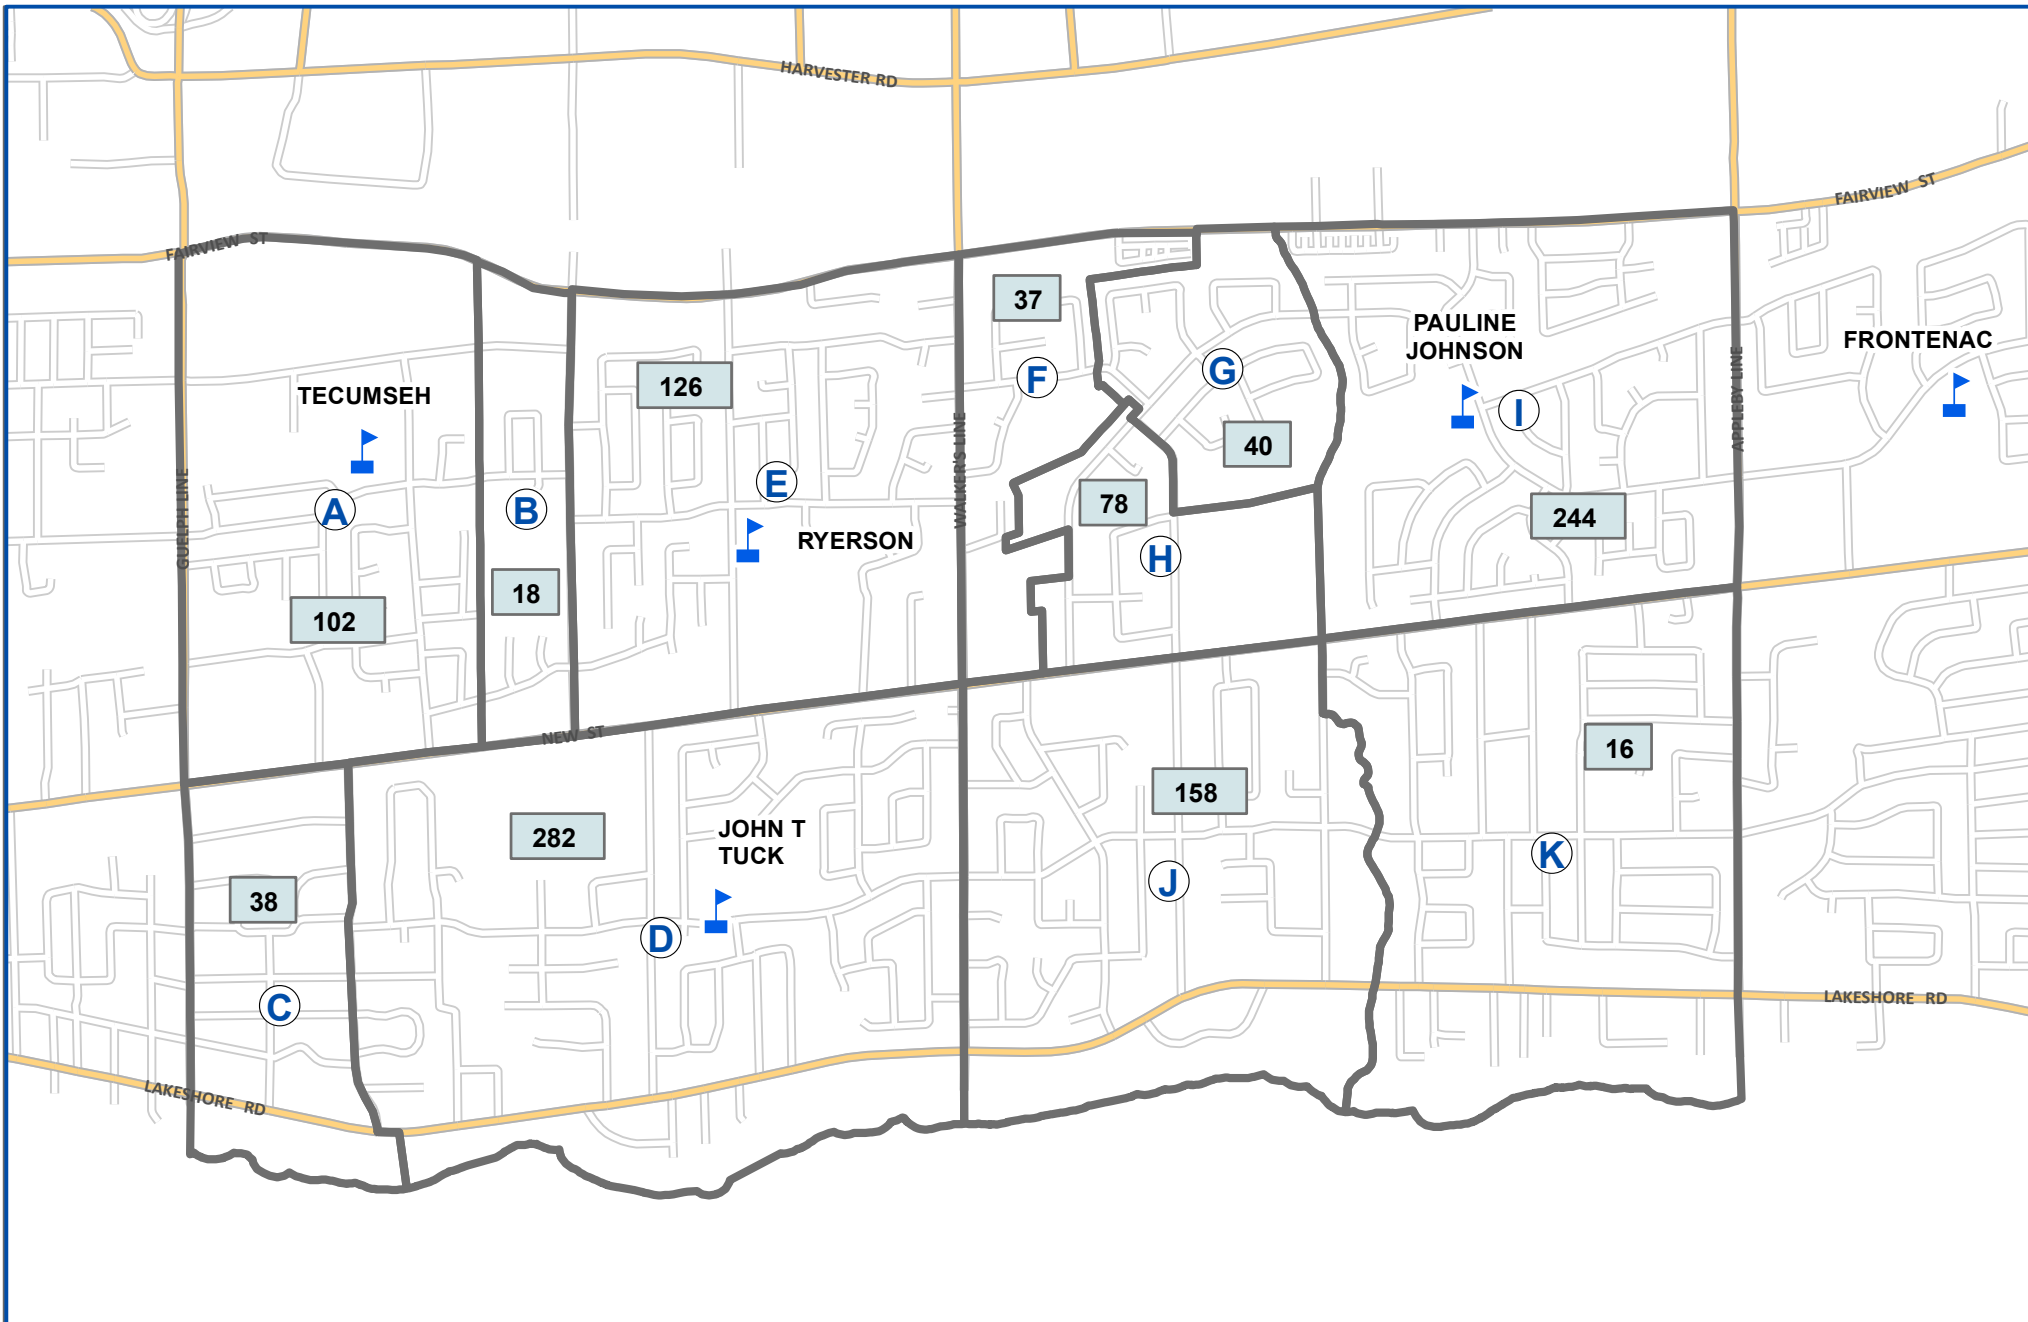 HARVESTER RD
FAIRVIEW ST
FAIRVIEW ST
37
PAULINE
JOHNSON
FRONTENAC
TECUMSEH
126
F
G
I
40
GUELPH LINE
WALKER'S LINE
APPLEBY LINE
A
B
E
RYERSON
78
244
H
18
102
NEW ST
16
158
282
JOHN T
TUCK
K
J
38
D
C
LAKESHORE RD
LAKESHORE RD